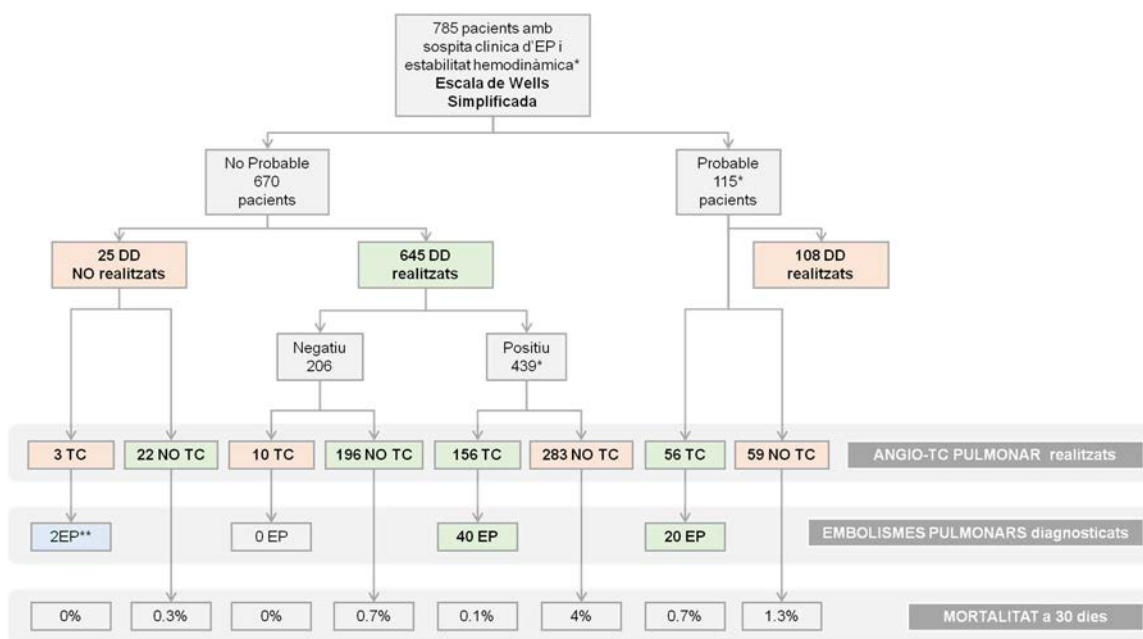 785 pacients amb
sospita clínica d'EP i
estabilitat hemodinàmica*
Escala de Wells
Simplificada
No Probable
670
pacients
Probable
115*
pacients
25 DD
NO realitzats
645 DD
realitzats
108 DD
realitzats
Negatiu
206
Positiu
439*
3 TC
22 NO TC
10 TC
196 NO TC
156 TC
283 NO TC
56 TC
59 NO TC
ANGIO-TC PULMONAR realitzats
2EP**
0 EP
40 EP
20 EP
EMBOLISMES PULMONARS diagnosticats
0%
0.3%
0%
0.7%
0.1%
4%
0.7%
1.3%
MORTALITAT a 30 dies